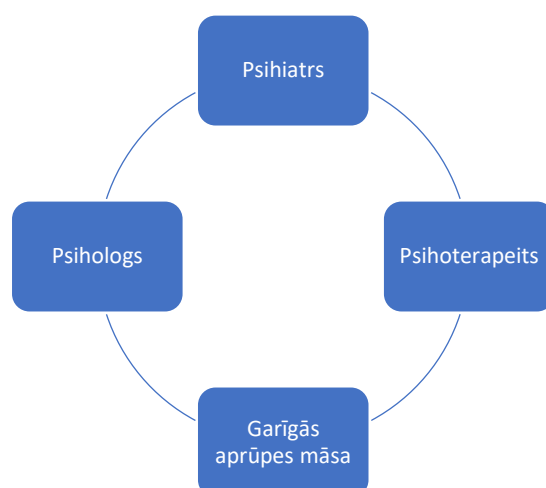 Psihiatrs
Psihologs
Psihoterapeits
Garīgās
aprūpes māsa